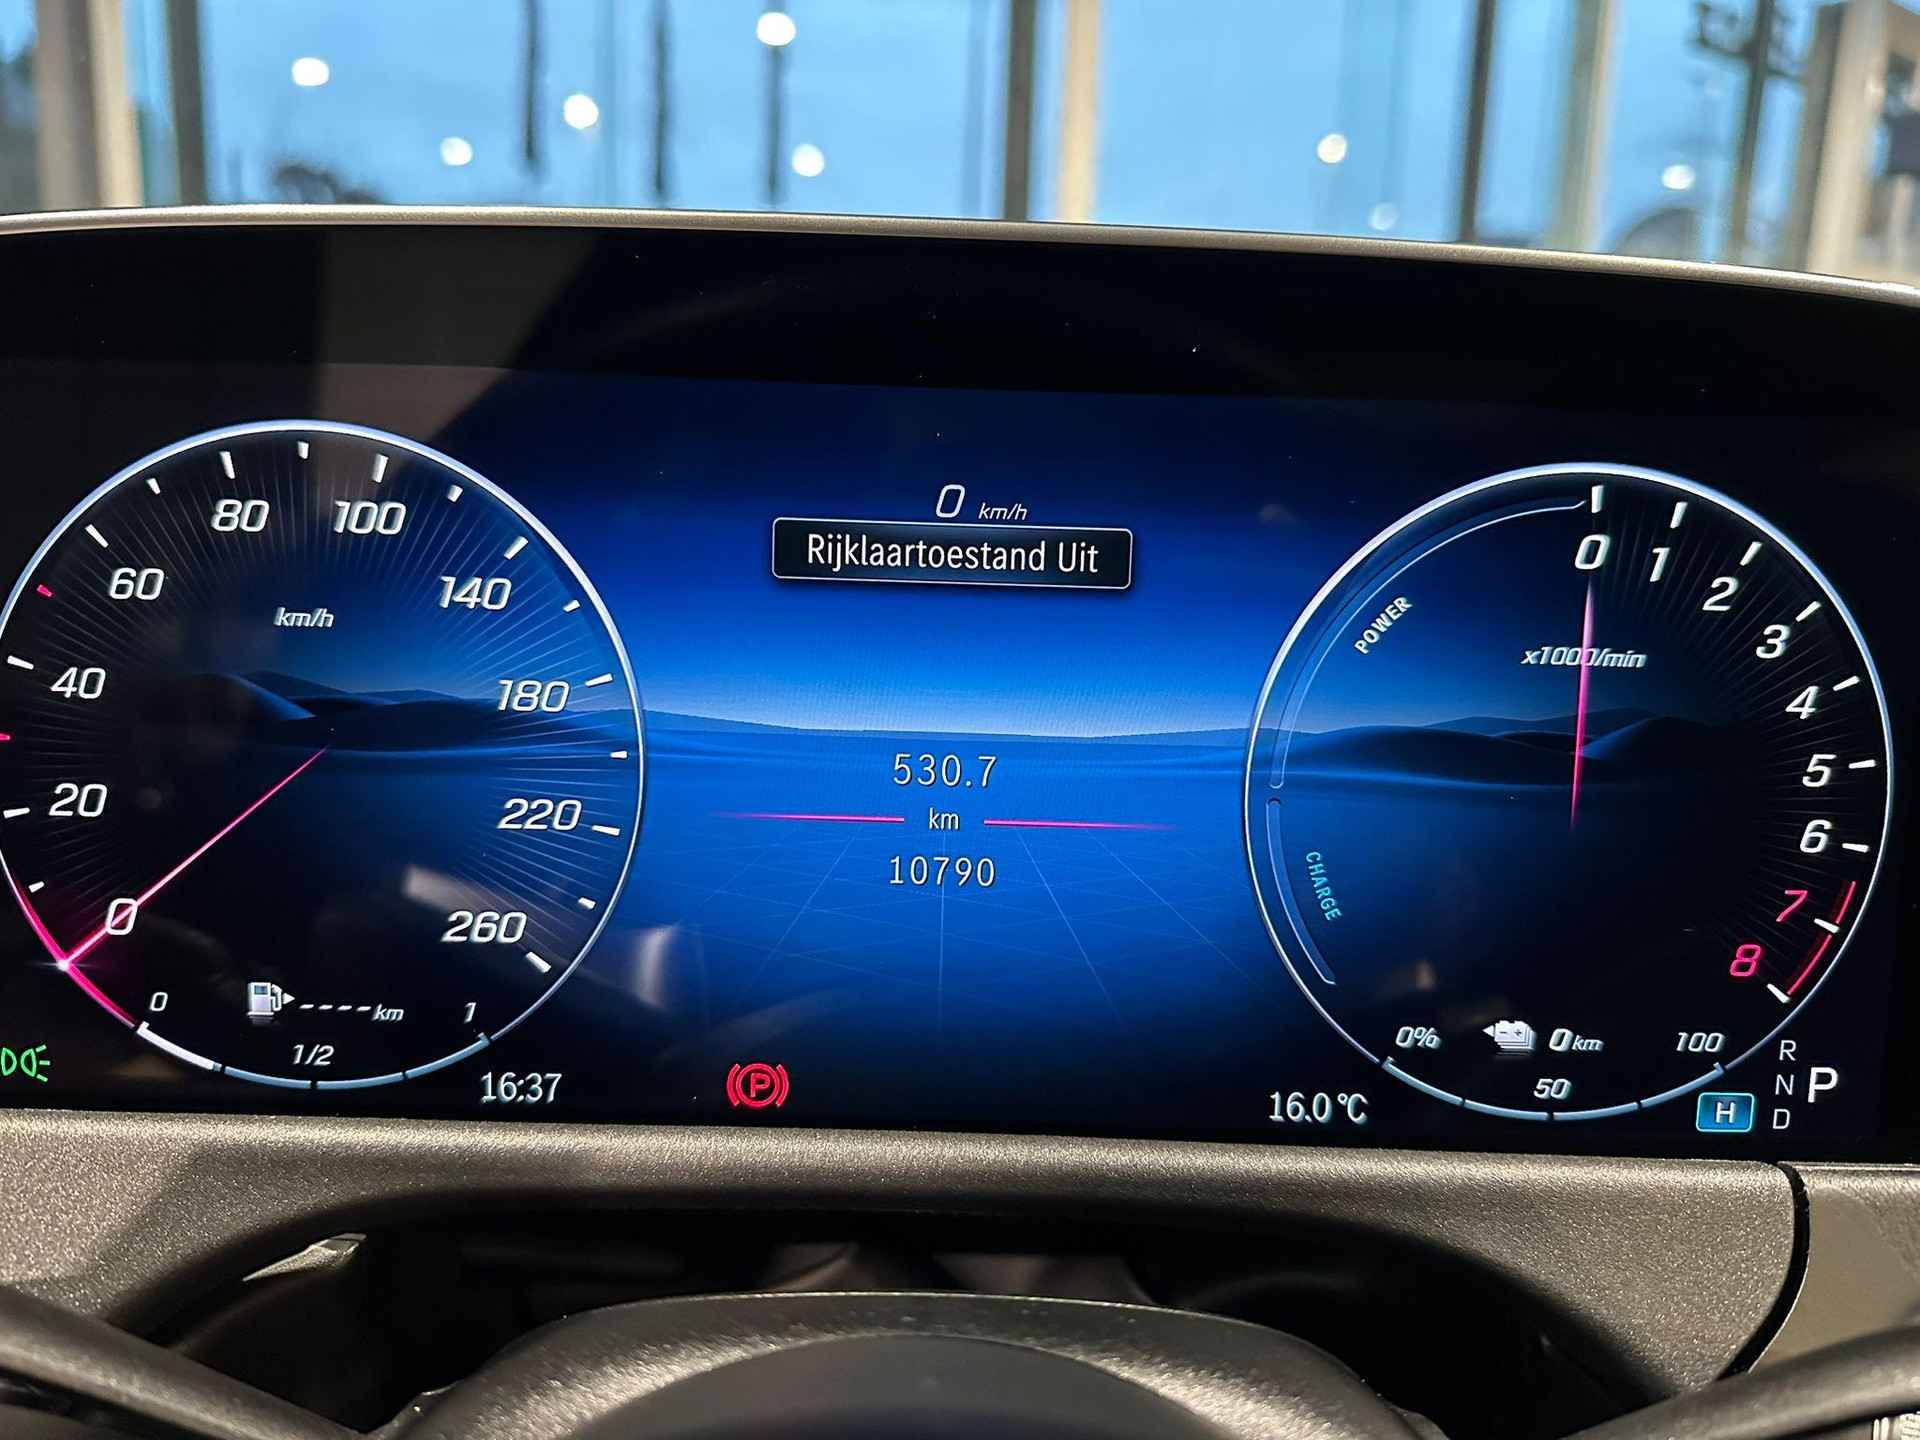 0 km/h
Rijklaartoestand Uit
80 100
60 140
km/h
40 180
20 220
0 260
0 ----km 1
1/2
16:37
530.7
km
10790
P
0 1 2 3 4 5 6 7 8
x1000/min
POWER
CHARGE
0% 0 km 100
50
16.0 °C
H
R
N P
D